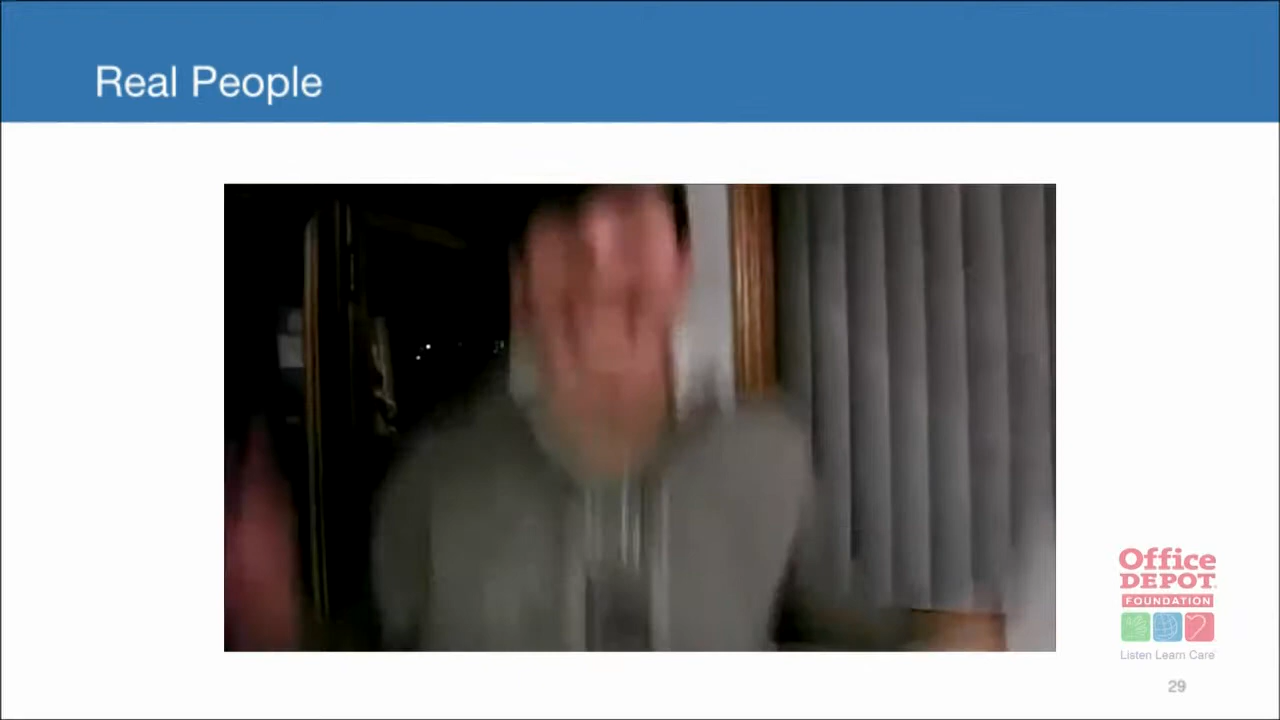 Real People
Office
DEPOT
FOUNDATION
Listen Learn Care
29